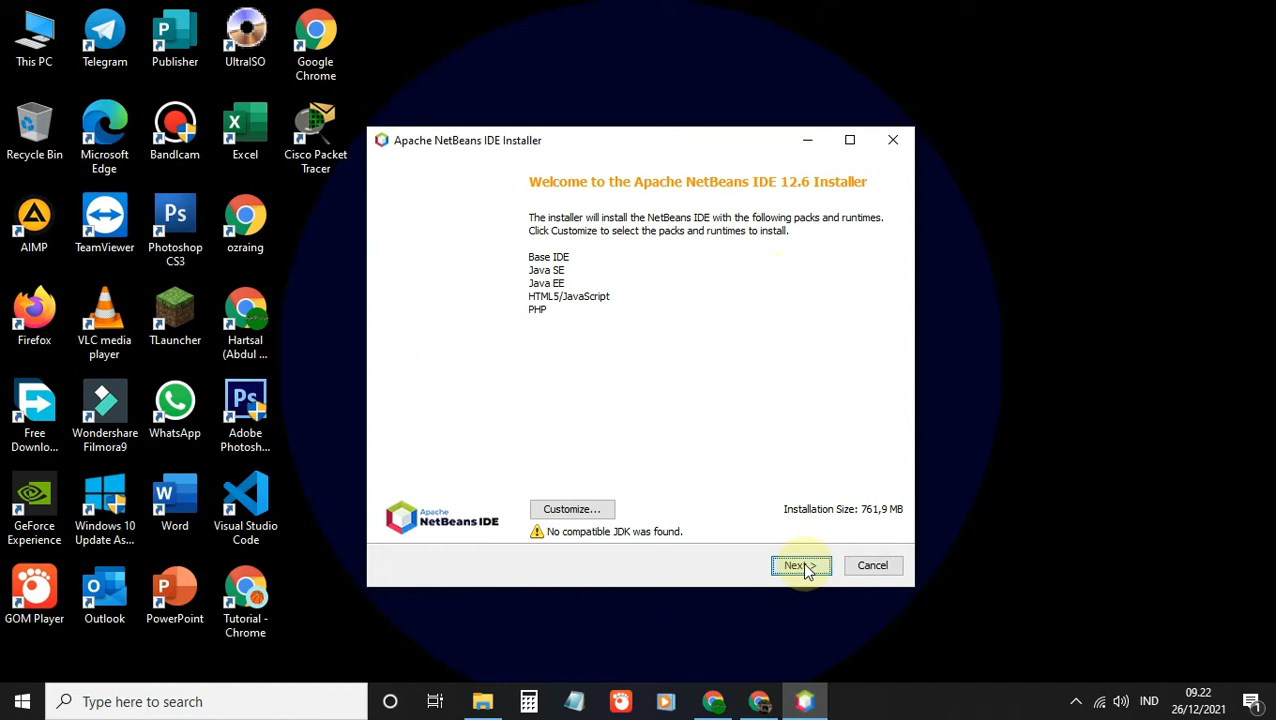 This PC
Telegram
Publisher
UltraISO
Google
Chrome
Recycle Bin
Microsoft
Edge
Bandicam
Excel
Cisco Packet
Tracer
AIMP
TeamViewer
Photoshop
CS3
ozraing
Firefox
VLC media
player
TLauncher
Hartsal
(Abdul ...
Free
Downlo...
Wondershare
Filmora9
WhatsApp
Adobe
Photosh...
GeForce
Experience
Windows 10
Update As...
Word
Visual Studio
Code
GOM Player
Outlook
PowerPoint
Tutorial -
Chrome
Apache NetBeans IDE Installer
Welcome to the Apache NetBeans IDE 12.6 Installer
The installer will install the NetBeans IDE with the following packs and runtimes.
Click Customize to select the packs and runtimes to install.
Base IDE
Java SE
Java EE
HTML5/JavaScript
PHP
Apache
NetBeans IDE
Customize...
Installation Size: 761,9 MB
No compatible JDK was found.
Next >
Cancel
Type here to search
IND
09.22
26/12/2021
1